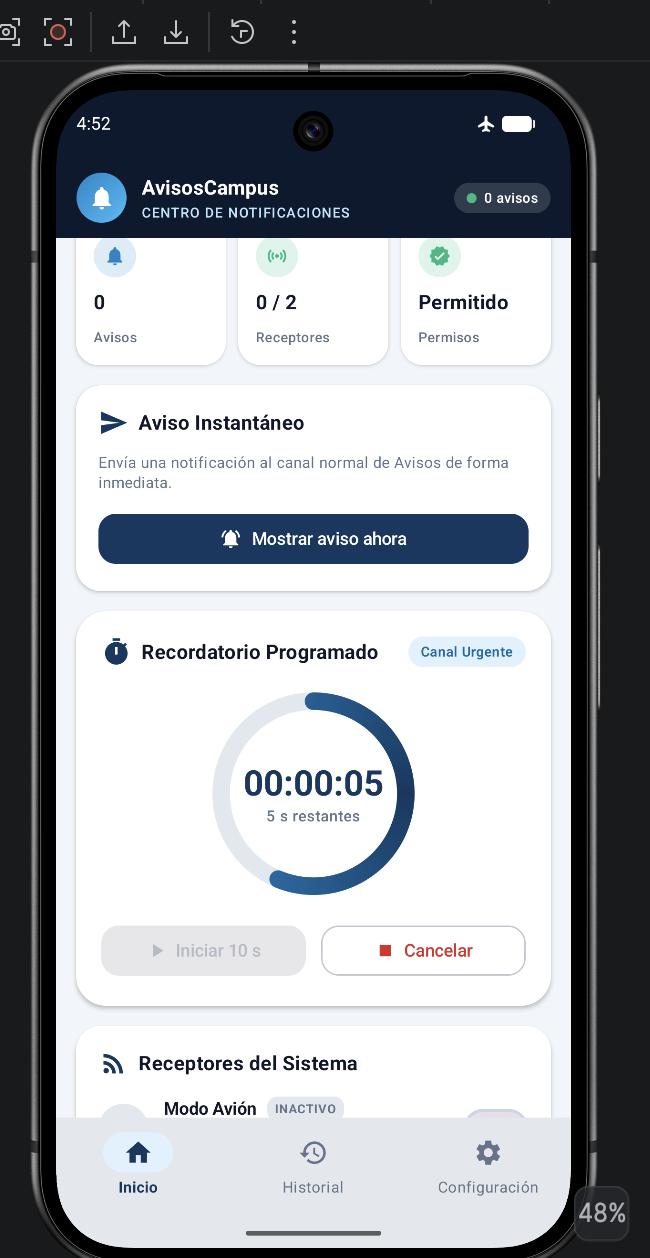 4:52
AvisosCampus
CENTRO DE NOTIFICACIONES
0 avisos
0
Avisos
0 / 2
Receptores
Permitido
Permisos
Aviso Instantáneo
Envía una notificación al canal normal de Avisos de forma
inmediata.
Mostrar aviso ahora
Recordatorio Programado
Canal Urgente
00:00:05
5 s restantes
Iniciar 10 s
Cancelar
Receptores del Sistema
Modo Avión
INACTIVO
Inicio
Historial
Configuración
48%